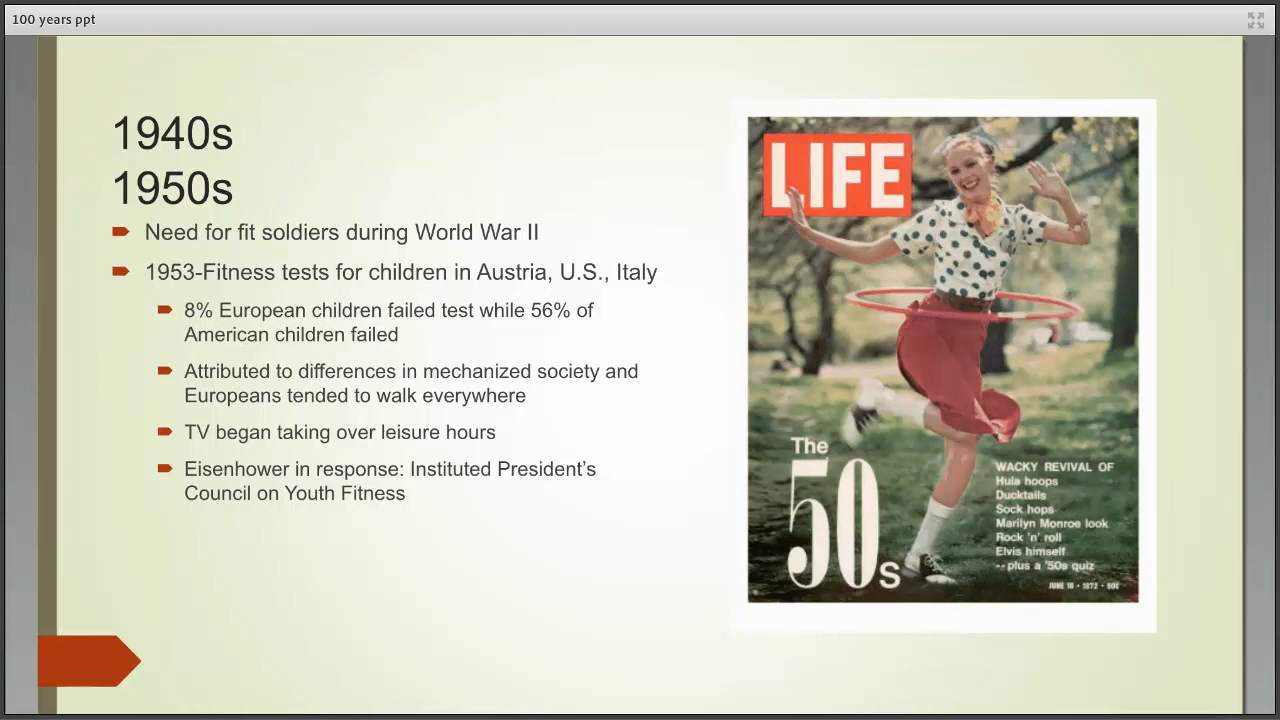 100 years ppt
1940s
1950s
Need for fit soldiers during World War II
1953-Fitness tests for children in Austria, U.S., Italy
8% European children failed test while 56% of
American children failed
Attributed to differences in mechanized society and
Europeans tended to walk everywhere
TV began taking over leisure hours
Eisenhower in response: Instituted President's
Council on Youth Fitness
LIFE
The
50s
WACKY REVIVAL OF
Hula hoops
Ducktails
Sock hops
Marilyn Monroe look
Rock 'n' roll
Elvis himself
--plus a '50s quiz
JUNE 16 • 1972 • 50¢